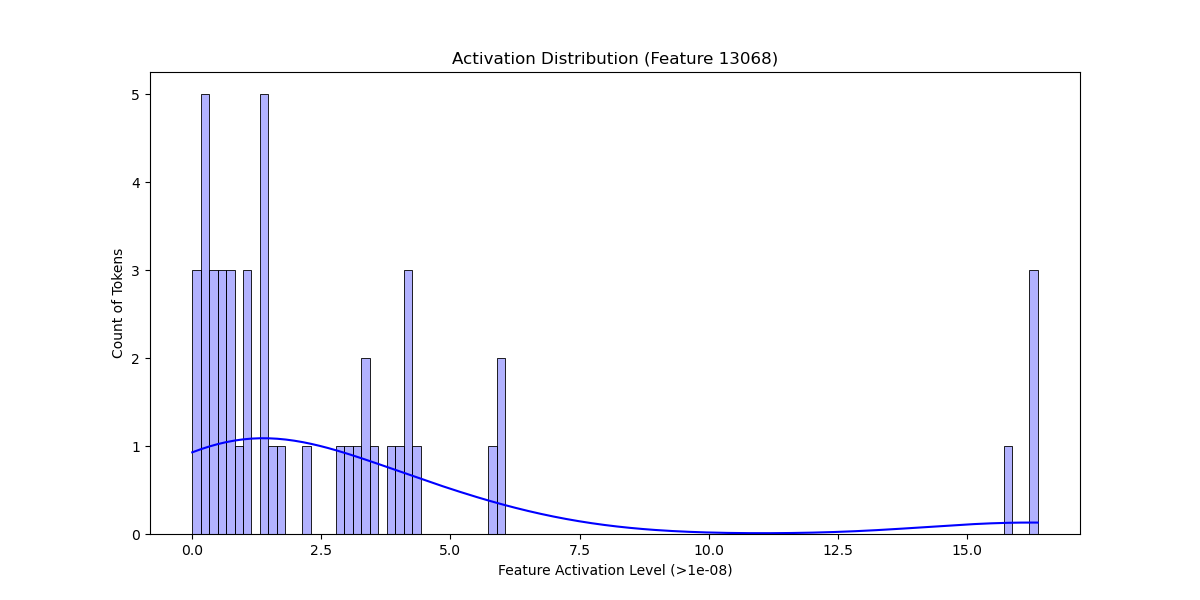 Activation Distribution (Feature 13068)
Count of Tokens
5
4
3
2
1
0
0.0 2.5 5.0 7.5 10.0 12.5 15.0
Feature Activation Level (>1e-08)